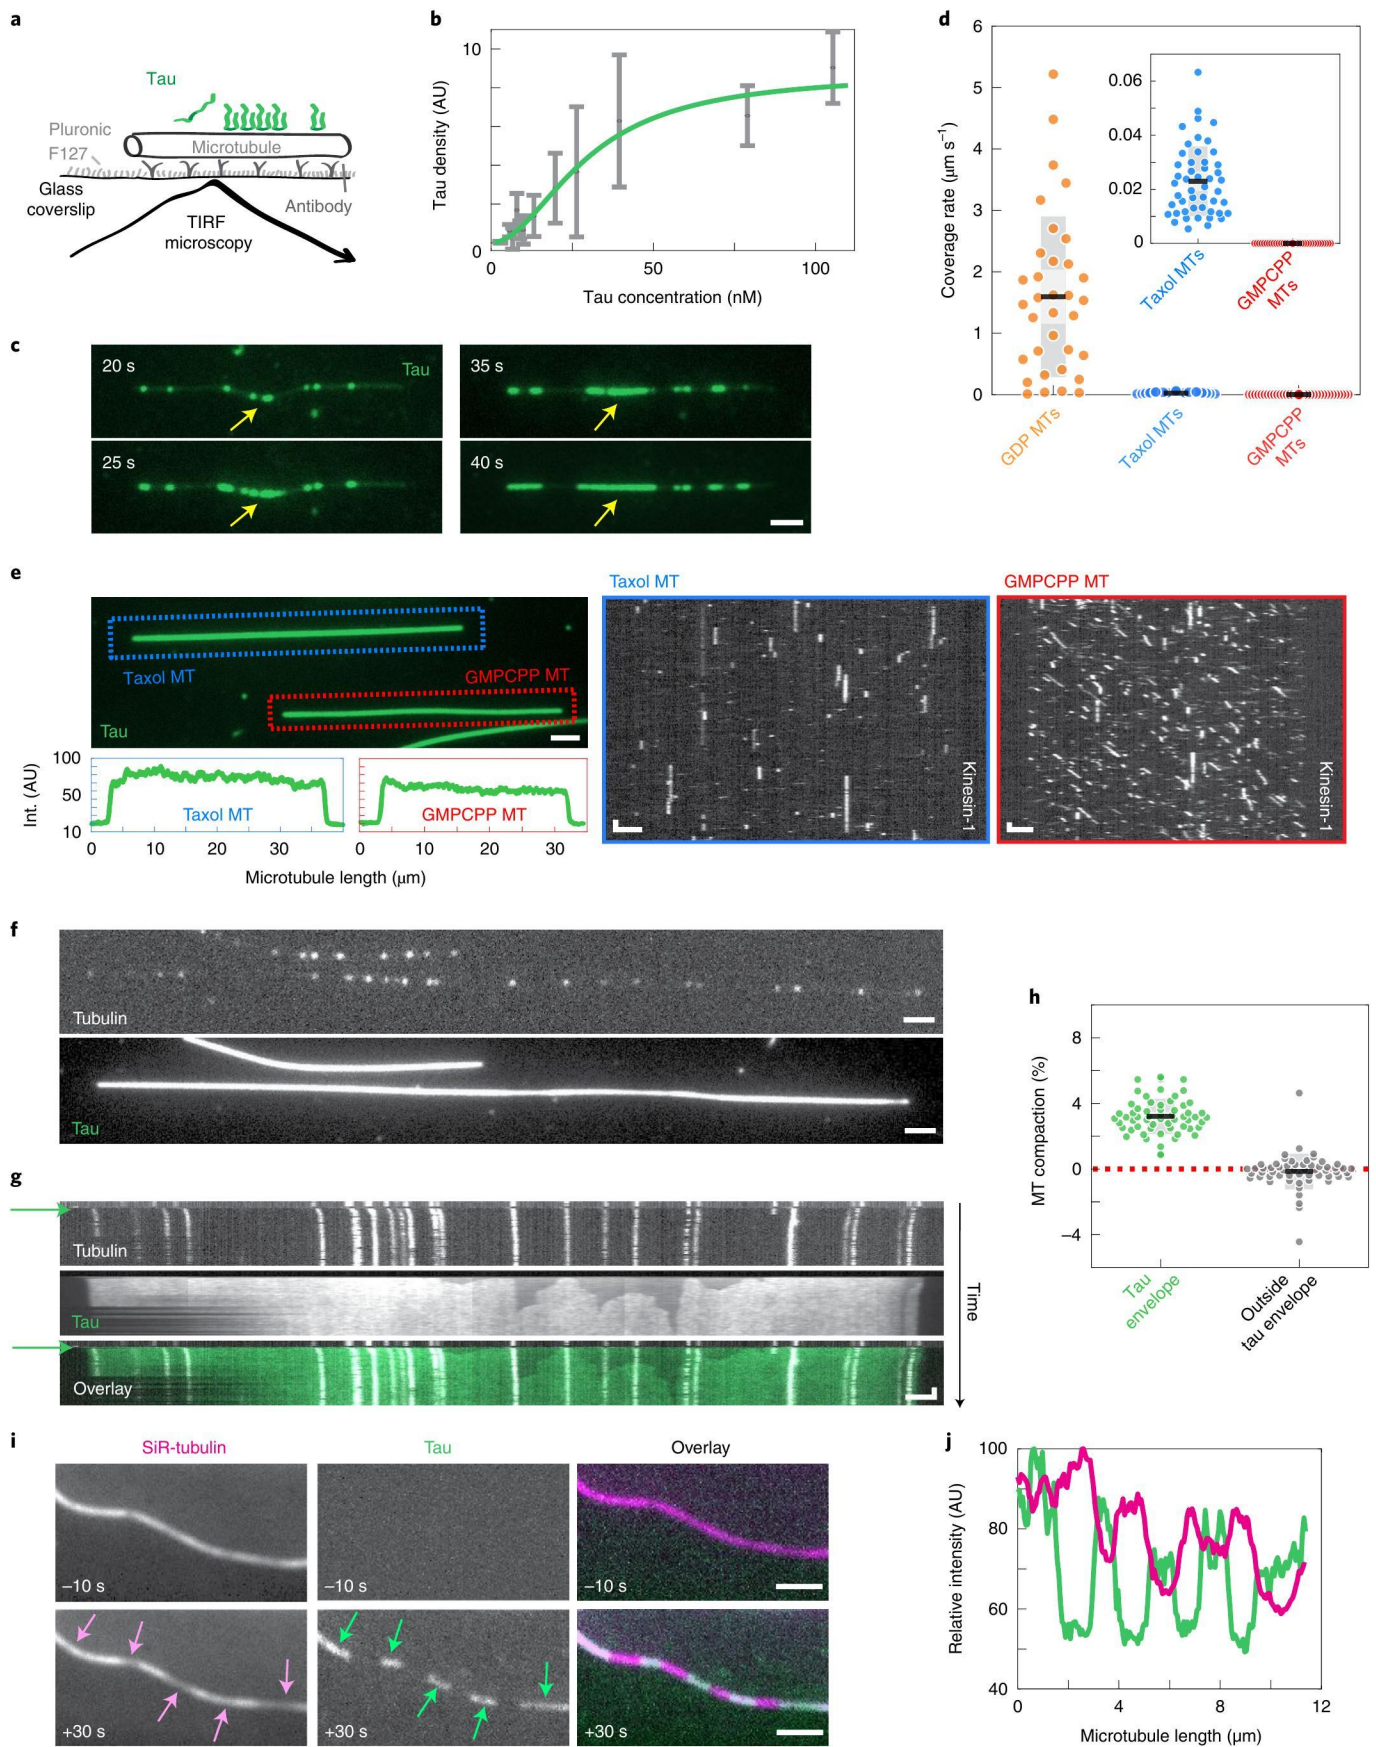 a
Tau
Pluronic
F127
Microtubule
Glass
coverslip
TIRF
microscopy
Antibody
b
Tau density (AU)
10
0
0
50
100
Tau concentration (nM)
c
20 s
Tau
35 s
25 s
40 s
d
Coverage rate (μm s⁻¹)
6
5
4
3
2
1
0
GDP MTs
Taxol MTs
GMPCPP
MTs
0.06
0.04
0.02
0
Taxol MTs
GMPCPP
MTs
e
Taxol MT
GMPCPP MT
Tau
Int. (AU)
100
50
10
Taxol MT
GMPCPP MT
0
10
20
30
0
10
20
30
Microtubule length (μm)
Taxol MT
Kinesin-1
GMPCPP MT
Kinesin-1
f
Tubulin
Tau
g
Tubulin
Tau
Overlay
Time
h
MT compaction (%)
8
4
0
–4
Tau
envelope
Outside
tau envelope
i
SiR-tubulin
Tau
Overlay
–10 s
–10 s
–10 s
+30 s
+30 s
+30 s
j
Relative intensity (AU)
100
80
60
40
0
4
8
12
Microtubule length (μm)